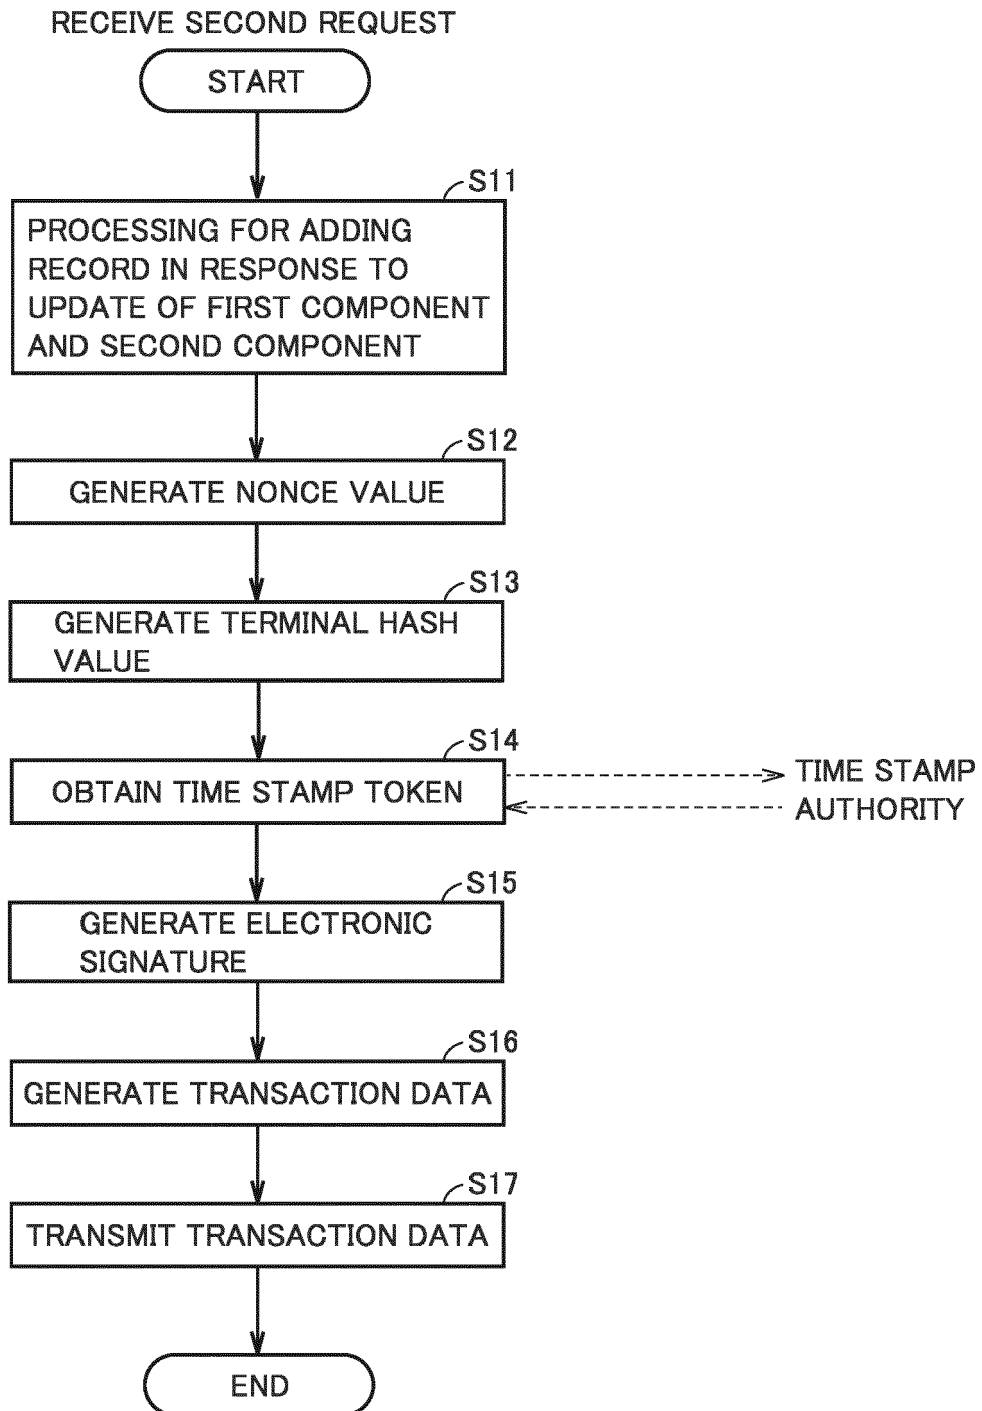 RECEIVE SECOND REQUEST
START
S11
PROCESSING FOR ADDING
RECORD IN RESPONSE TO
UPDATE OF FIRST COMPONENT
AND SECOND COMPONENT
S12
GENERATE NONCE VALUE
S13
GENERATE TERMINAL HASH
VALUE
S14
OBTAIN TIME STAMP TOKEN
TIME STAMP
AUTHORITY
S15
GENERATE ELECTRONIC
SIGNATURE
S16
GENERATE TRANSACTION DATA
S17
TRANSMIT TRANSACTION DATA
END